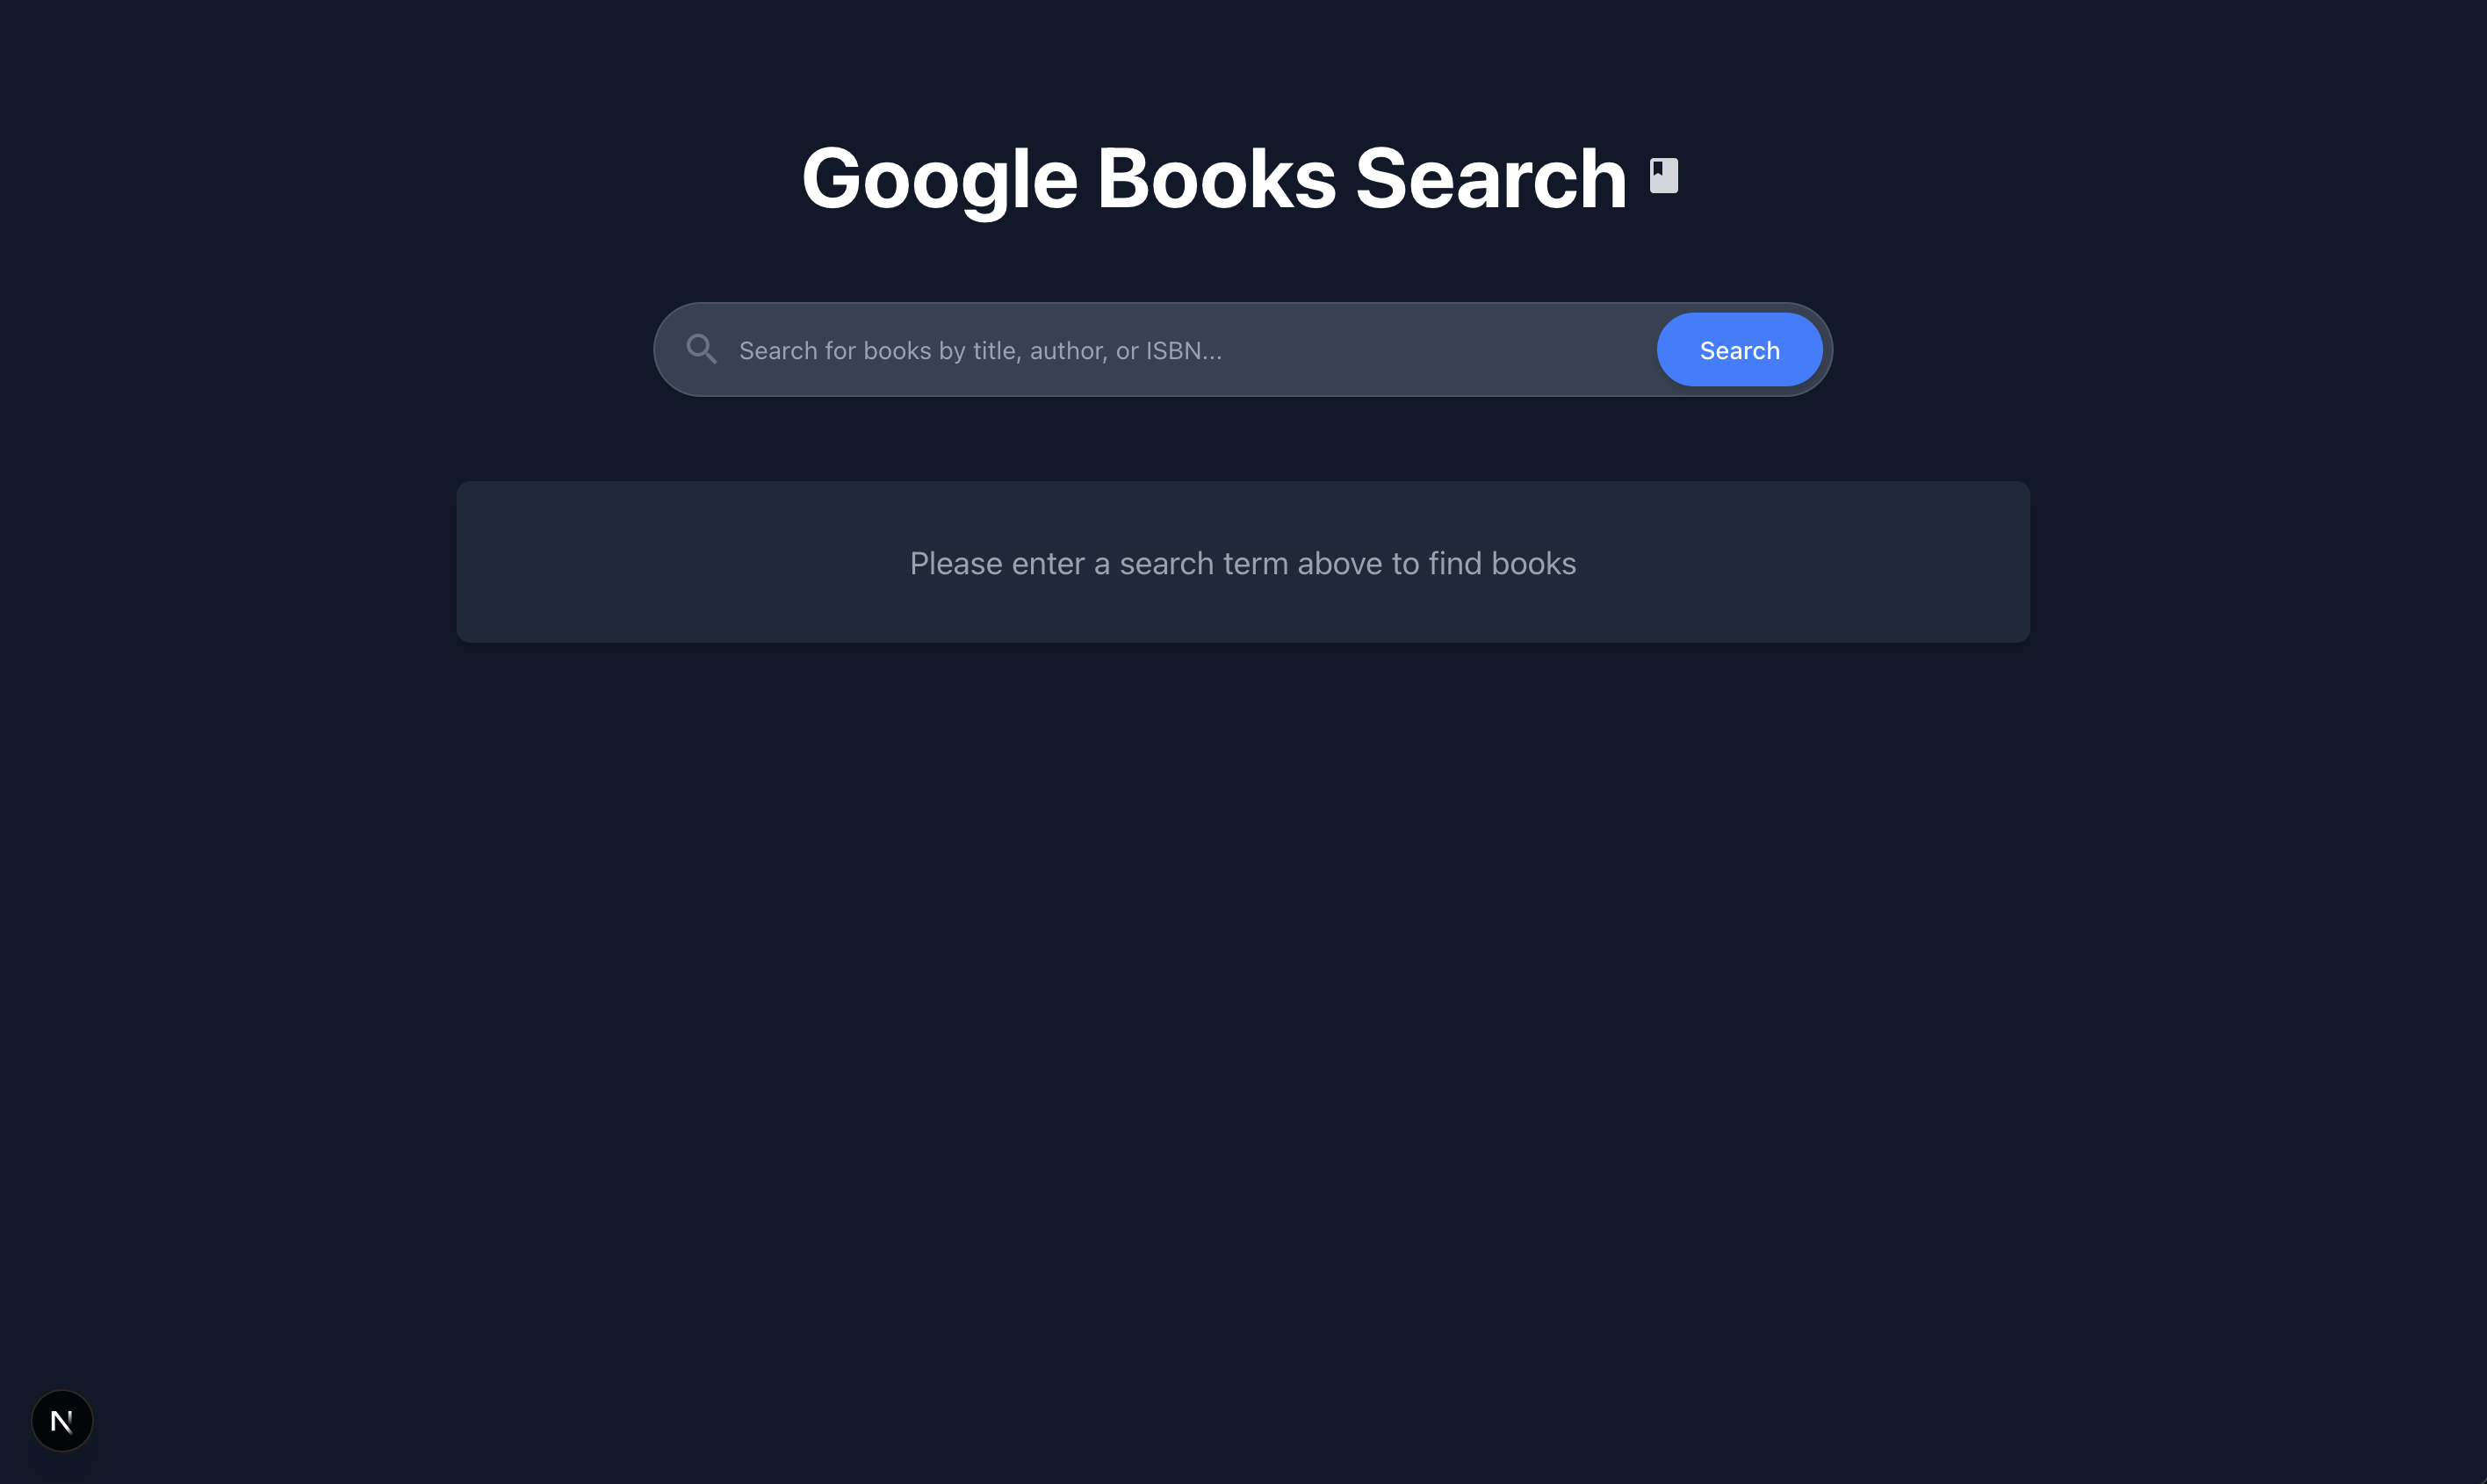 Google Books Search
Search for books by title, author, or ISBN...
Search
Please enter a search term above to find books
N